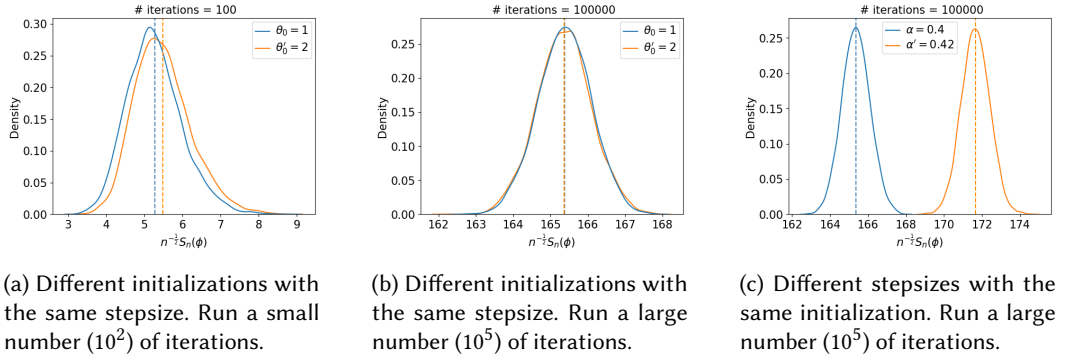 # iterations = 100
0.30
0.25
0.20
0.15
0.10
0.05
0.00
Density
θ₀ = 1
θ₀′ = 2
3 4 5 6 7 8 9
n^{-1/2}S_n(ϕ)
# iterations = 100000
0.25
0.20
0.15
0.10
0.05
0.00
Density
θ₀ = 1
θ₀′ = 2
162 163 164 165 166 167 168
n^{-1/2}S_n(ϕ)
# iterations = 100000
0.25
0.20
0.15
0.10
0.05
0.00
Density
α = 0.4
α′ = 0.42
162 164 166 168 170 172 174
n^{-1/2}S_n(ϕ)
(a) Different initializations with
the same stepsize. Run a small
number (10²) of iterations.
(b) Different initializations with
the same stepsize. Run a large
number (10⁵) of iterations.
(c) Different stepsizes with the
same initialization. Run a large
number (10⁵) of iterations.